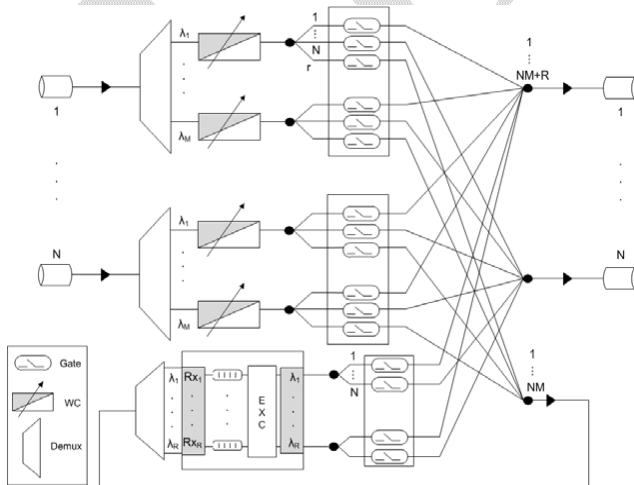 1
⋮
N
r
λ1
λM
1
1
⋮
NM+R
1
N
λ1
λM
N
λ1
λR
Rx1
RxR
E
X
C
λ1
λR
1
⋮
N
1
⋮
NM
Gate
WC
Demux